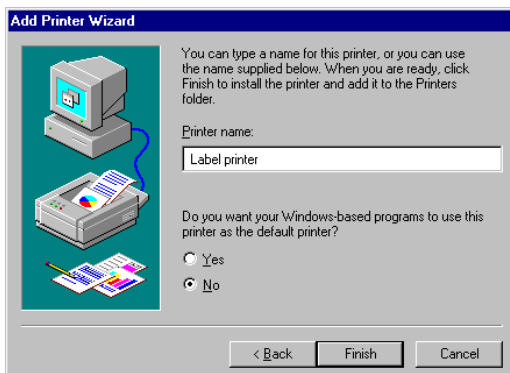 Add Printer Wizard
You can type a name for this printer, or you can use
the name supplied below. When you are ready, click
Finish to install the printer and add it to the Printers
folder.
Printer name:
Label printer
Do you want your Windows-based programs to use this
printer as the default printer?
Yes
No
< Back
Finish
Cancel